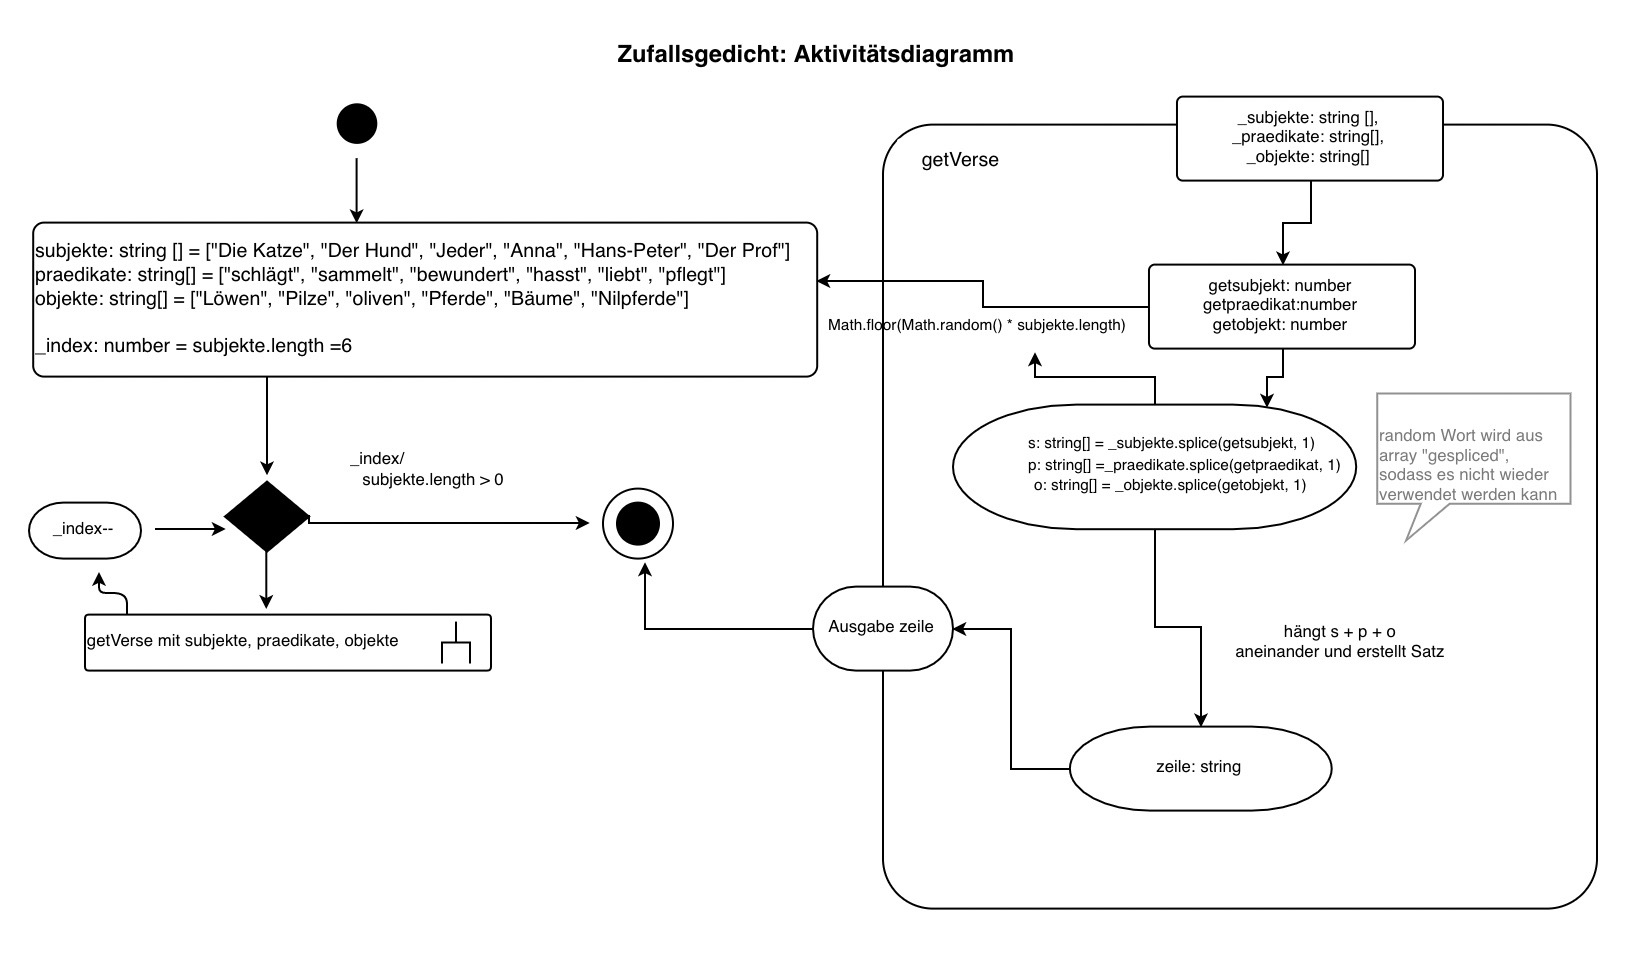 Zufallsgedicht: Aktivitätsdiagramm
subjekte: string [] = ["Die Katze", "Der Hund", "Jeder", "Anna", "Hans-Peter", "Der Prof"]
praedikate: string[] = ["schlägt", "sammelt", "bewundert", "hasst", "liebt", "pflegt"]
objekte: string[] = ["Löwen", "Pilze", "oliven", "Pferde", "Bäume", "Nilpferde"]
_index: number = subjekte.length =6
_index/
subjekte.length > 0
_index--
getVerse mit subjekte, praedikate, objekte
getVerse
_subjekte: string [],
_praedikate: string[],
_objekte: string[]
getsubjekt: number
getpraedikat:number
getobjekt: number
Math.floor(Math.random() * subjekte.length)
s: string[] = _subjekte.splice(getsubjekt, 1)
p: string[] =_praedikate.splice(getpraedikat, 1)
o: string[] = _objekte.splice(getobjekt, 1)
random Wort wird aus
array "gespliced",
sodass es nicht wieder
verwendet werden kann
Ausgabe zeile
hängt s + p + o
aneinander und erstellt Satz
zeile: string